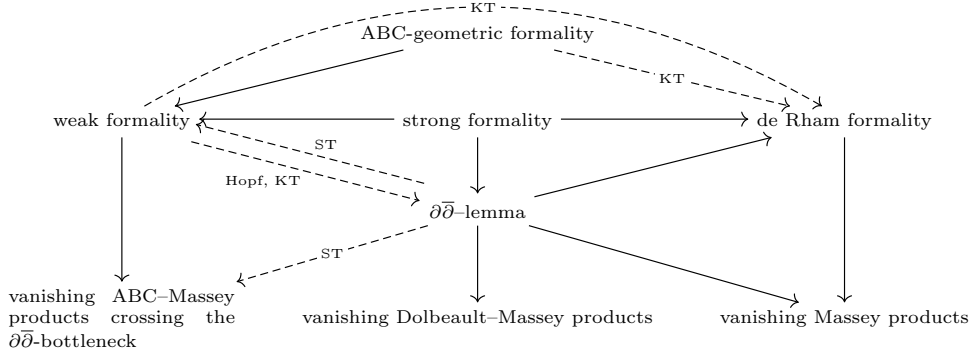 KT
ABC-geometric formality
KT
weak formality
strong formality
de Rham formality
ST
Hopf, KT
∂∂̅–lemma
ST
vanishing ABC–Massey
products crossing the
∂∂̅-bottleneck
vanishing Dolbeault–Massey products
vanishing Massey products